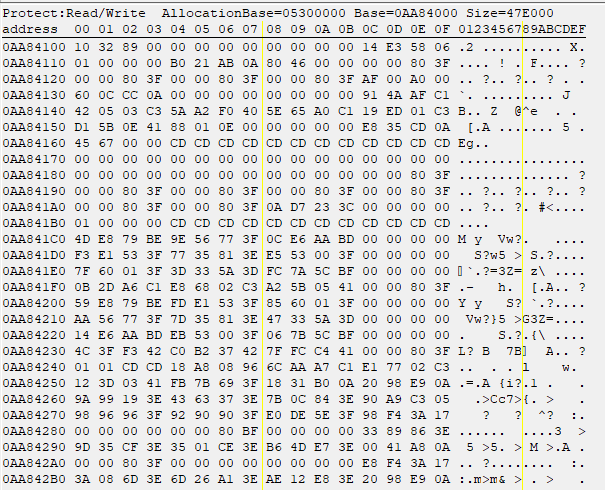 Protect:Read/Write AllocationBase=05300000 Base=0AA84000 Size=47E000
address 00 01 02 03 04 05 06 07 08 09 0A 0B 0C 0D 0E 0F 0123456789ABCDEF
0AA84100 10 32 89 00 00 00 00 00 00 00 00 00 14 E3 58 06 .2 ......... X.
0AA84110 01 00 00 00 B0 21 AB 0A 80 46 00 00 00 00 80 3F .... ! . F.... ?
0AA84120 00 00 80 3F 00 00 80 3F 00 00 80 3F AF 00 A0 00 .. ?.. ?.. ? . .
0AA84130 60 0C CC 0A 00 00 00 00 00 00 00 00 91 4A AF C1 `. ......... J
0AA84140 42 05 03 C3 5A A2 F0 40 5E 65 A0 C1 19 ED 01 C3 B.. Z @^e . .
0AA84150 D1 5B 0E 41 88 01 0E 00 00 00 00 00 E8 35 CD 0A [.A ....... 5 .
0AA84160 45 67 00 00 CD CD CD CD CD CD CD CD CD CD CD CD Eg..
0AA84170 00 00 00 00 00 00 00 00 00 00 00 00 00 00 00 00 ................
0AA84180 00 00 00 00 00 00 00 00 00 00 00 00 00 00 80 3F .............. ?
0AA84190 00 00 80 3F 00 00 80 3F 00 00 80 3F 00 00 80 3F .. ?.. ?.. ?.. ?
0AA841A0 00 00 80 3F 00 00 80 3F 0A D7 23 3C 00 00 00 00 .. ?.. ?. #<....
0AA841B0 01 00 00 00 CD CD CD CD CD CD CD CD CD CD CD CD ....
0AA841C0 4D E8 79 BE 9E 56 77 3F 0C E6 AA BD 00 00 00 00 M y Vw?. ....
0AA841D0 F3 E1 53 3F 77 35 81 3E E5 53 00 3F 00 00 00 00 S?w5 > S.?....
0AA841E0 7F 60 01 3F 3D 33 5A 3D FC 7A 5C BF 00 00 00 00 `.?=3Z= z\ ....
0AA841F0 0B 2D A6 C1 E8 68 02 C3 A2 5B 05 41 00 00 80 3F .- h. [.A.. ?
0AA84200 59 E8 79 BE FD E1 53 3F 85 60 01 3F 00 00 00 00 Y y S? `.?....
0AA84210 AA 56 77 3F 7D 35 81 3E 47 33 5A 3D 00 00 00 00 Vw?}5 >G3Z=....
0AA84220 14 E6 AA BD EB 53 00 3F 06 7B 5C BF 00 00 00 00 . S.?.{\ ....
0AA84230 4C 3F F3 42 C0 B2 37 42 7F FC C4 41 00 00 80 3F L? B 7B A.. ?
0AA84240 01 01 CD CD 18 A8 08 96 6C AA A7 C1 E1 77 02 C3 .. . . l w.
0AA84250 12 3D 03 41 FB 7B 69 3F 18 31 B0 0A 20 98 E9 0A .=.A {i?.1 . .
0AA84260 9A 99 19 3E 43 63 37 3E 7B 0C 84 3E 90 A9 C3 05 .>Cc7>{. > .
0AA84270 98 96 96 3F 92 90 90 3F E0 DE 5E 3F 98 F4 3A 17 ? ? ^? :.
0AA84280 00 00 00 00 00 00 80 BF 00 00 00 00 33 89 86 3E ...... ....3 >
0AA84290 9D 35 CF 3E 35 01 CE 3E B6 4D E7 3E 00 41 A8 0A 5 >5. > M >.A .
0AA842A0 00 00 80 3F 00 00 00 00 00 00 00 00 E8 F4 3A 17 .. ?........ :.
0AA842B0 3A 08 6D 3E 6D 26 A1 3E AE 12 E8 3E 20 98 E9 0A :.m>m& > . > .